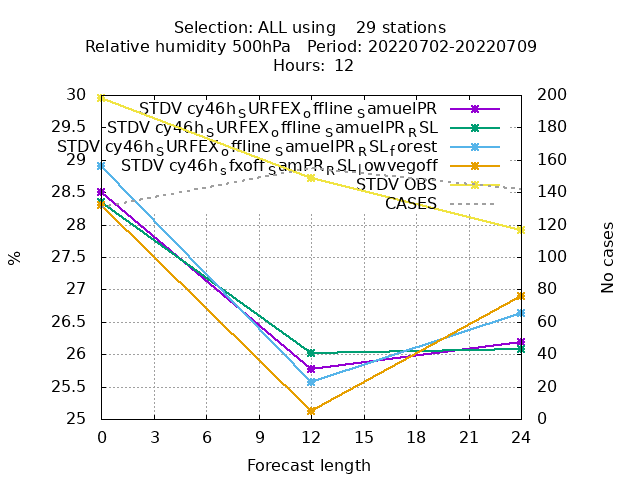 Selection: ALL using 29 stations
Relative humidity 500hPa Period: 20220702-20220709
Hours: 12
30 200
STDV cy46h_SURFEX_offline_SamuelPR
29.5 180
STDV cy46h_SURFEX_offline_SamuelPR_RSL
29 160
STDV cy46h_SURFEX_offline_SamuelPR_RSL_forest
STDV cy46h_sfxoff_SamPR_RSL_lowvegoff
28.5 140
STDV OBS
CASES
28 120
27.5 100
27 80
26.5 60
26 40
25.5 20
25 0
%
No cases
0 3 6 9 12 15 18 21 24
Forecast length